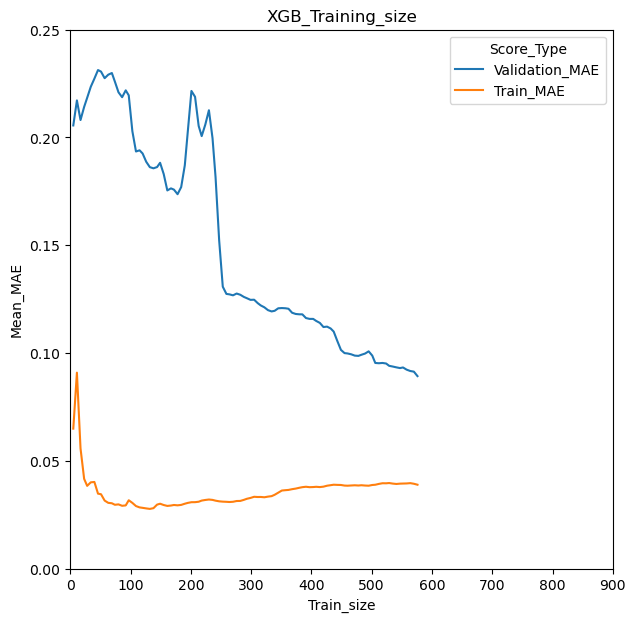 XGB_Training_size
Score_Type
Validation_MAE
Train_MAE
Mean_MAE
0.25
0.20
0.15
0.10
0.05
0.00
0 100 200 300 400 500 600 700 800 900
Train_size